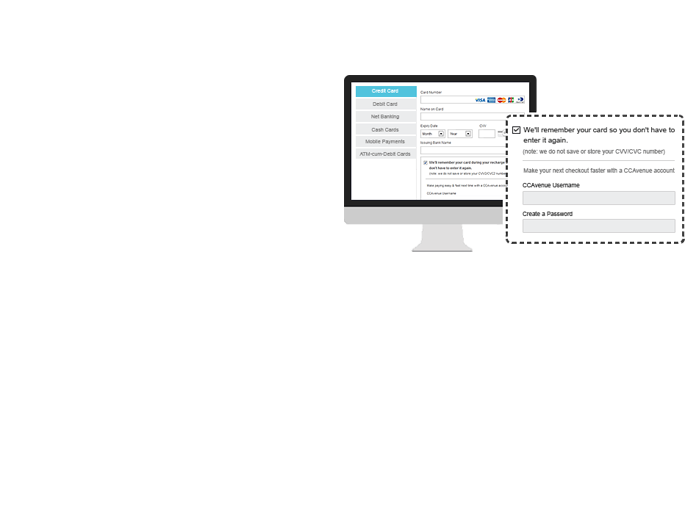 Credit Card
Debit Card
Net Banking
Cash Cards
Mobile Payments
ATM-cum-Debit Cards
Card Number
VISA
Name on Card
Expiry Date
CVV
Month
Year
Issuing Bank Name
We'll remember your card during your recharge
don't have to enter it again.
(note: we do not save or store your CVV/CVC number
CCAvenue Username
We'll remember your card so you don't have to
enter it again.
(note: we do not save or store your CVV/CVC number)
Make your next checkout faster with a CCAvenue account
CCAvenue Username
Create a Password